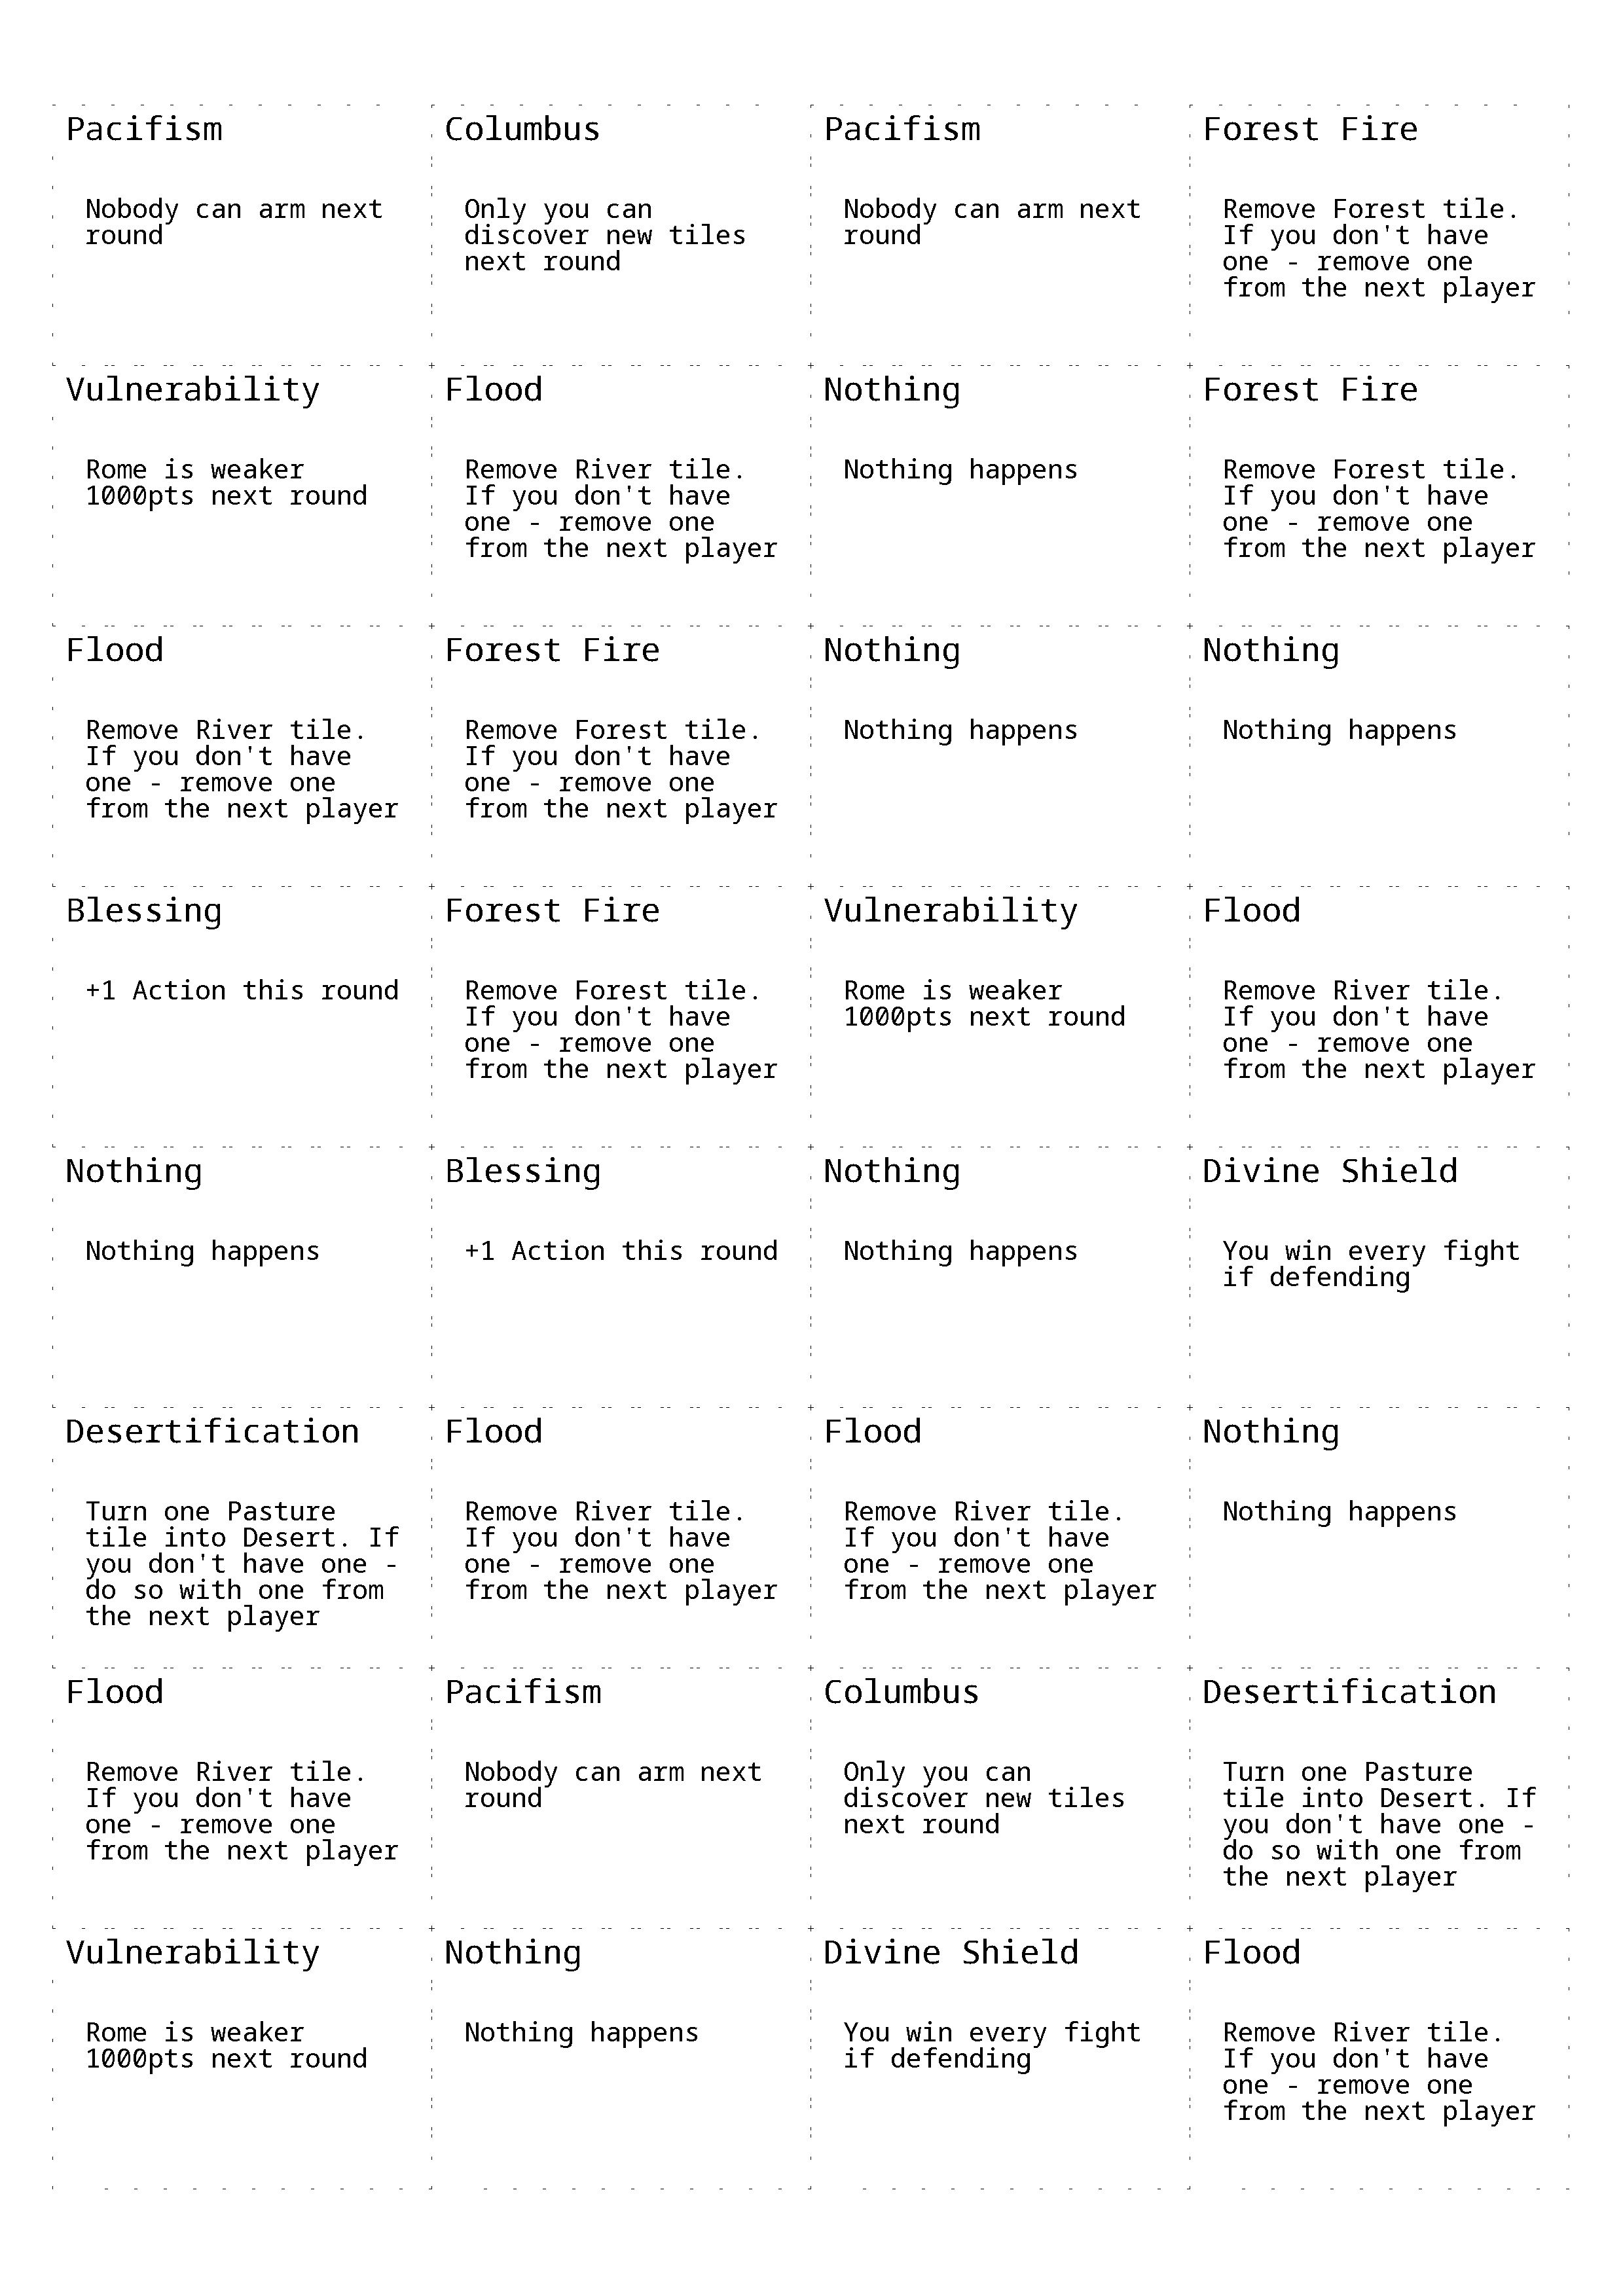 Pacifism
Nobody can arm next
round
Columbus
Only you can
discover new tiles
next round
Pacifism
Nobody can arm next
round
Forest Fire
Remove Forest tile.
If you don't have
one - remove one
from the next player
Vulnerability
Rome is weaker
1000pts next round
Flood
Remove River tile.
If you don't have
one - remove one
from the next player
Nothing
Nothing happens
Forest Fire
Remove Forest tile.
If you don't have
one - remove one
from the next player
Flood
Remove River tile.
If you don't have
one - remove one
from the next player
Forest Fire
Remove Forest tile.
If you don't have
one - remove one
from the next player
Nothing
Nothing happens
Nothing
Nothing happens
Blessing
+1 Action this round
Forest Fire
Remove Forest tile.
If you don't have
one - remove one
from the next player
Vulnerability
Rome is weaker
1000pts next round
Flood
Remove River tile.
If you don't have
one - remove one
from the next player
Nothing
Nothing happens
Blessing
+1 Action this round
Nothing
Nothing happens
Divine Shield
You win every fight
if defending
Desertification
Turn one Pasture
tile into Desert. If
you don't have one -
do so with one from
the next player
Flood
Remove River tile.
If you don't have
one - remove one
from the next player
Flood
Remove River tile.
If you don't have
one - remove one
from the next player
Nothing
Nothing happens
Flood
Remove River tile.
If you don't have
one - remove one
from the next player
Pacifism
Nobody can arm next
round
Columbus
Only you can
discover new tiles
next round
Desertification
Turn one Pasture
tile into Desert. If
you don't have one -
do so with one from
the next player
Vulnerability
Rome is weaker
1000pts next round
Nothing
Nothing happens
Divine Shield
You win every fight
if defending
Flood
Remove River tile.
If you don't have
one - remove one
from the next player